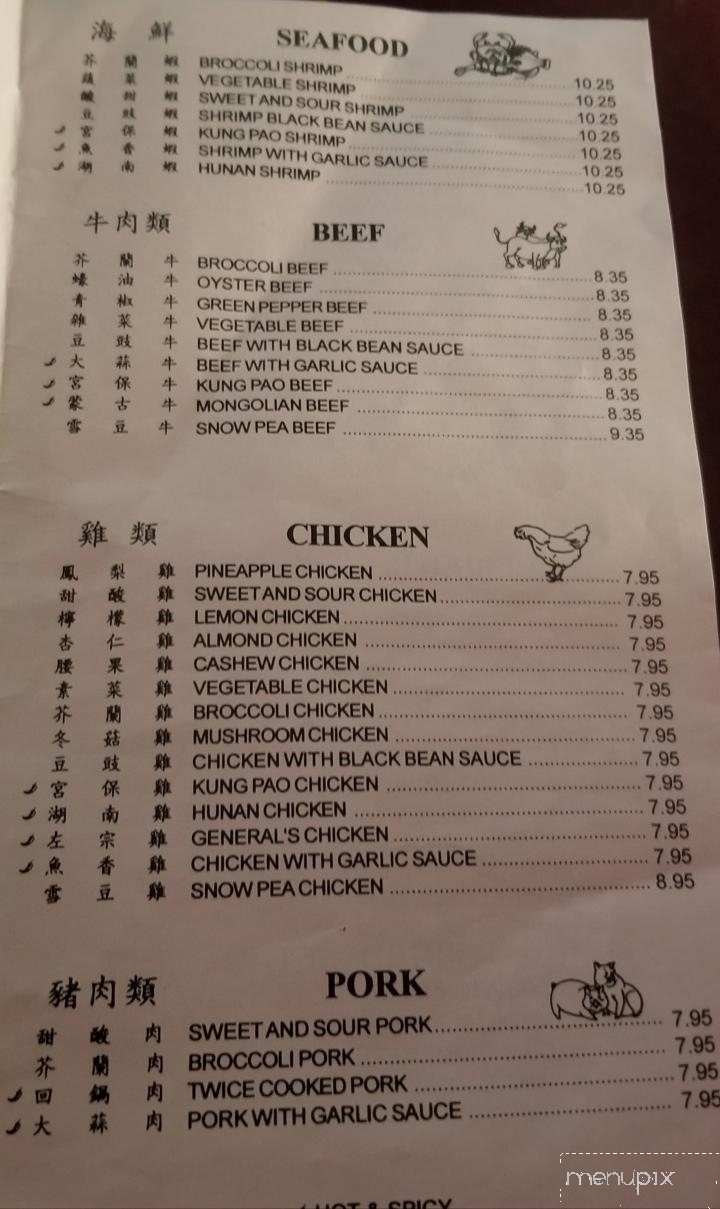 海鮮 SEAFOOD
芥蘭蝦 BROCCOLI SHRIMP 10.25
蔬菜蝦 VEGETABLE SHRIMP 10.25
酸甜蝦 SWEET AND SOUR SHRIMP 10.25
豆豉蝦 SHRIMP BLACK BEAN SAUCE 10.25
宮保蝦 KUNG PAO SHRIMP 10.25
魚香蝦 SHRIMP WITH GARLIC SAUCE 10.25
湖南蝦 HUNAN SHRIMP 10.25
牛肉類 BEEF
芥蘭牛 BROCCOLI BEEF 8.35
蠔油牛 OYSTER BEEF 8.35
青椒牛 GREEN PEPPER BEEF 8.35
雜菜牛 VEGETABLE BEEF 8.35
豆豉牛 BEEF WITH BLACK BEAN SAUCE 8.35
大蒜牛 BEEF WITH GARLIC SAUCE 8.35
宮保牛 KUNG PAO BEEF 8.35
蒙古牛 MONGOLIAN BEEF 8.35
雪豆牛 SNOW PEA BEEF 9.35
雞類 CHICKEN
鳳梨雞 PINEAPPLE CHICKEN 7.95
甜酸雞 SWEET AND SOUR CHICKEN 7.95
檸檬雞 LEMON CHICKEN 7.95
杏仁雞 ALMOND CHICKEN 7.95
腰果雞 CASHEW CHICKEN 7.95
素菜雞 VEGETABLE CHICKEN 7.95
芥蘭雞 BROCCOLI CHICKEN 7.95
冬菇雞 MUSHROOM CHICKEN 7.95
豆豉雞 CHICKEN WITH BLACK BEAN SAUCE 7.95
宮保雞 KUNG PAO CHICKEN 7.95
湖南雞 HUNAN CHICKEN 7.95
左宗雞 GENERAL'S CHICKEN 7.95
魚香雞 CHICKEN WITH GARLIC SAUCE 7.95
雪豆雞 SNOW PEA CHICKEN 8.95
豬肉類 PORK
甜酸肉 SWEET AND SOUR PORK 7.95
芥蘭肉 BROCCOLI PORK 7.95
回鍋肉 TWICE COOKED PORK 7.95
大蒜肉 PORK WITH GARLIC SAUCE 7.95
HOT & SPICY
menupix